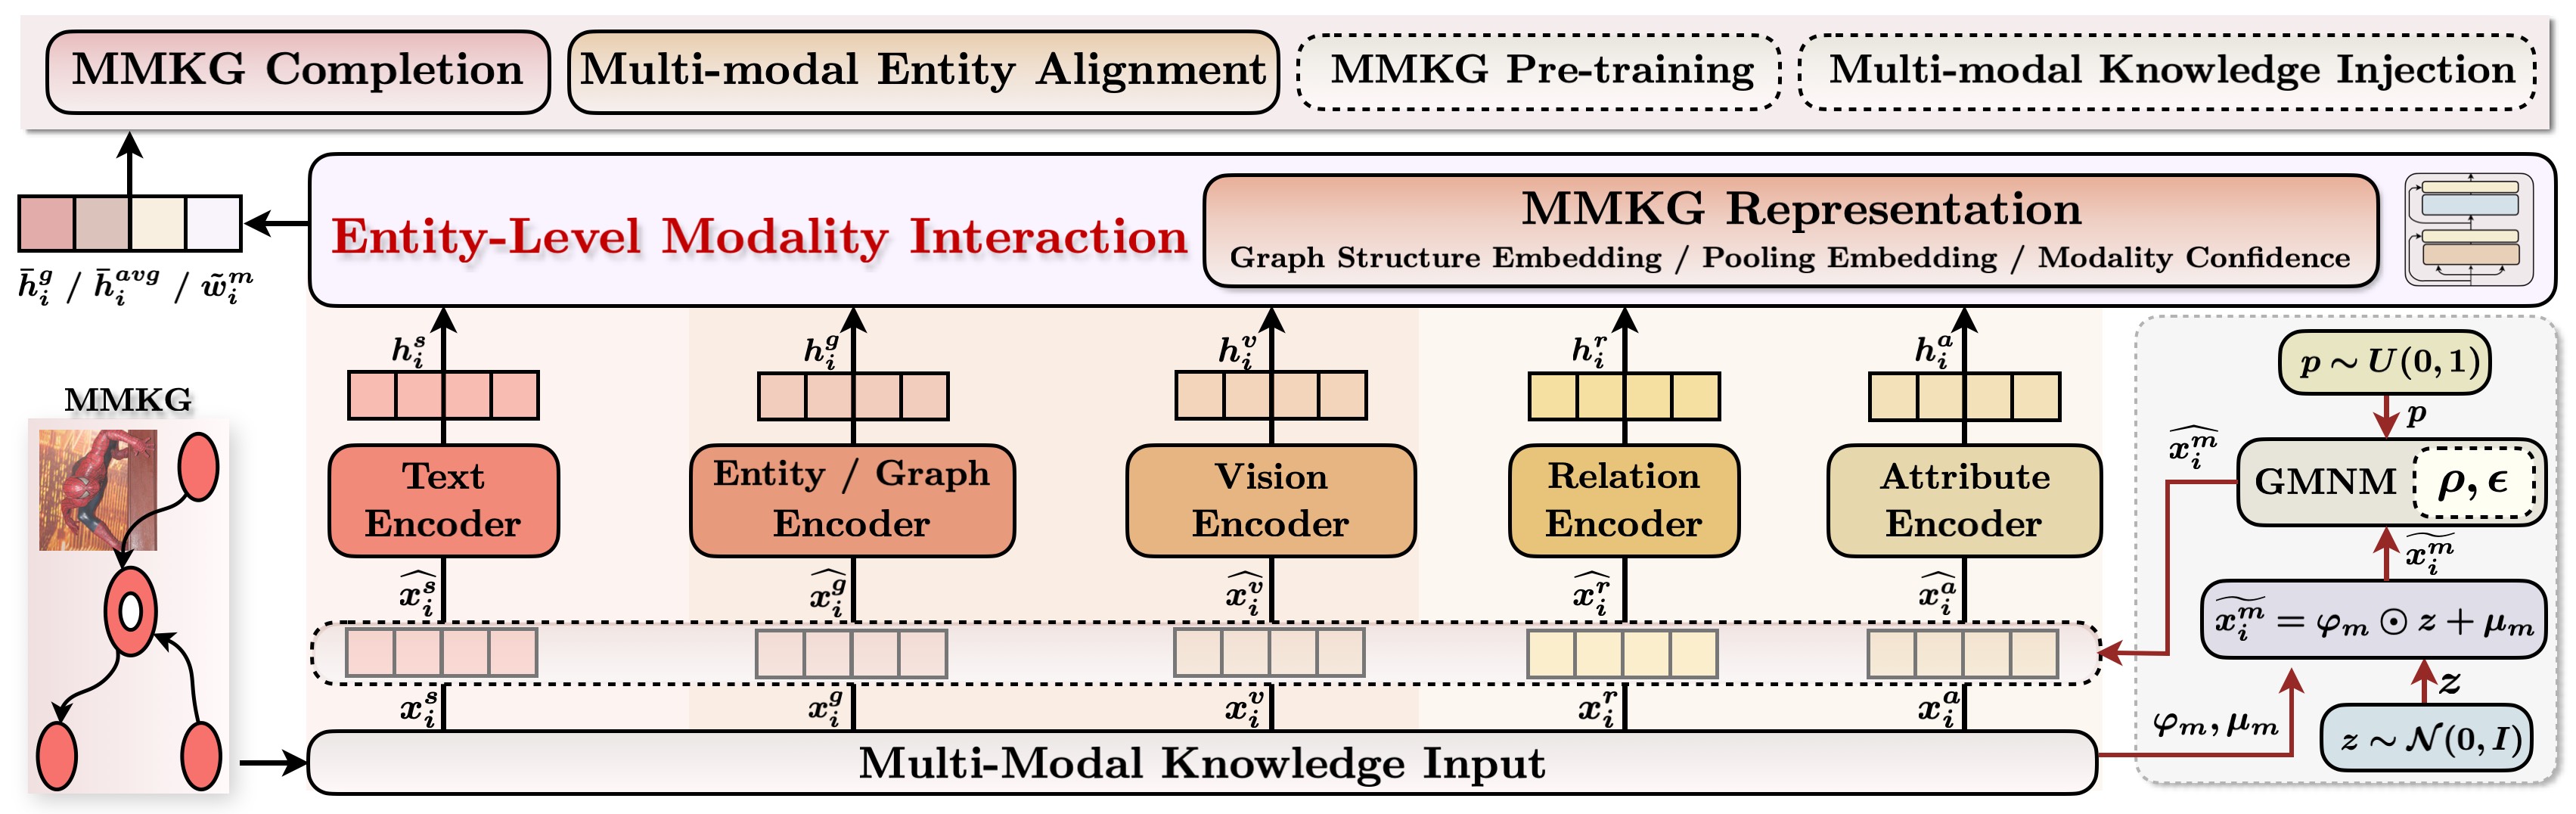 MMKG Completion
Multi-modal Entity Alignment
MMKG Pre-training
Multi-modal Knowledge Injection
Entity-Level Modality Interaction
MMKG Representation
Graph Structure Embedding / Pooling Embedding / Modality Confidence
$\bar{h}_i^g$ / $\bar{h}_i^{avg}$ / $\tilde{w}_i^m$
$h_i^s$
$h_i^g$
$h_i^v$
$h_i^r$
$h_i^a$
MMKG
Text
Encoder
Entity / Graph
Encoder
Vision
Encoder
Relation
Encoder
Attribute
Encoder
$\widehat{x_i^s}$
$\widehat{x_i^g}$
$\widehat{x_i^v}$
$\widehat{x_i^r}$
$\widehat{x_i^a}$
$x_i^s$
$x_i^g$
$x_i^v$
$x_i^r$
$x_i^a$
Multi-Modal Knowledge Input
$p \sim U(0,1)$
$p$
$\widehat{x_i^m}$
GMNM
$\rho, \epsilon$
$\widetilde{x_i^m}$
$\widetilde{x_i^m} = \varphi_m \odot z + \mu_m$
$z$
$\varphi_m, \mu_m$
$z \sim \mathcal{N}(0, I)$